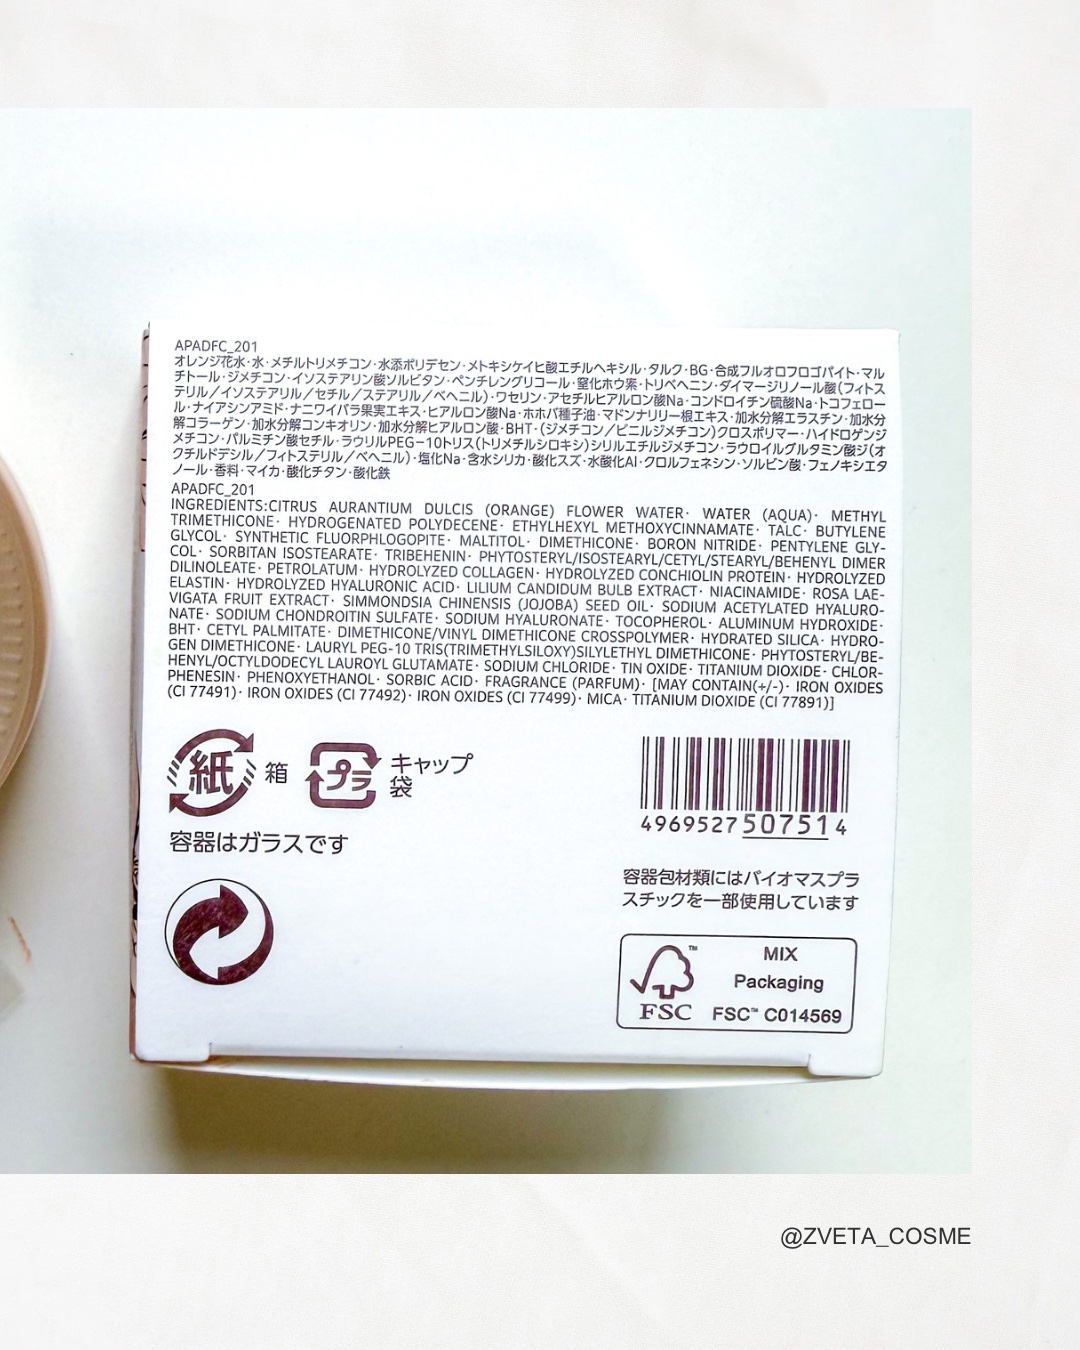 APADFC_201
オレンジ花水・水・メチルトリメチコン・水添ポリデセン・メトキシケイヒ酸エチルヘキシル・タルク・BG・合成フルオロフロゴパイト・マル
チトール・ジメチコン・イソステアリン酸ソルビタン・ペンチレングリコール・窒化ホウ素・トリベヘニン・ダイマージリノール酸(フィトス
テリル/イソステアリル/セチル/ステアリル/ベヘニル)・ワセリン・アセチルヒアルロン酸Na・コンドロイチン硫酸Na・トコフェロー
ル・ナイアシンアミド・ナニワイバラ果実エキス・ヒアルロン酸Na・ホホバ種子油・マドンナリリー根エキス・加水分解エラスチン・加水分
解コラーゲン・加水分解コンキオリン・加水分解ヒアルロン酸・BHT・(ジメチコン/ビニルジメチコン)クロスポリマー・ハイドロゲンジ
メチコン・パルミチン酸セチル・ラウリルPEG-10トリス(トリメチルシロキシ)シリルエチルジメチコン・ラウロイルグルタミン酸ジ(オ
クチルドデシル/フィトステリル/ベヘニル)・塩化Na・含水シリカ・酸化スズ・水酸化Al・クロルフェネシン・ソルビン酸・フェノキシエタ
ノール・香料・マイカ・酸化チタン・酸化鉄
APADFC_201
INGREDIENTS:CITRUS AURANTIUM DULCIS (ORANGE) FLOWER WATER· WATER (AQUA)· METHYL
TRIMETHICONE· HYDROGENATED POLYDECENE· ETHYLHEXYL METHOXYCINNAMATE· TALC· BUTYLENE
GLYCOL· SYNTHETIC FLUORPHLOGOPITE· MALTITOL· DIMETHICONE· BORON NITRIDE· PENTYLENE GLY-
COL· SORBITAN ISOSTEARATE· TRIBEHENIN· PHYTOSTERYL/ISOSTEARYL/CETYL/STEARYL/BEHENYL DIMER
DILINOLEATE· PETROLATUM· HYDROLYZED COLLAGEN· HYDROLYZED CONCHIOLIN PROTEIN· HYDROLYZED
ELASTIN· HYDROLYZED HYALURONIC ACID· LILIUM CANDIDUM BULB EXTRACT· NIACINAMIDE· ROSA LAE-
VIGATA FRUIT EXTRACT· SIMMONDSIA CHINENSIS (JOJOBA) SEED OIL· SODIUM ACETYLATED HYALURO-
NATE· SODIUM CHONDROITIN SULFATE· SODIUM HYALURONATE· TOCOPHEROL· ALUMINUM HYDROXIDE·
BHT· CETYL PALMITATE· DIMETHICONE/VINYL DIMETHICONE CROSSPOLYMER· HYDRATED SILICA· HYDRO-
GEN DIMETHICONE· LAURYL PEG-10 TRIS(TRIMETHYLSILOXY)SILYLETHYL DIMETHICONE· PHYTOSTERYL/BE-
HENYL/OCTYLDODECYL LAUROYL GLUTAMATE· SODIUM CHLORIDE· TIN OXIDE· TITANIUM DIOXIDE· CHLOR-
PHENESIN· PHENOXYETHANOL· SORBIC ACID· FRAGRANCE (PARFUM)· [MAY CONTAIN(+/-)· IRON OXIDES
(CI 77491)· IRON OXIDES (CI 77492)· IRON OXIDES (CI 77499)· MICA· TITANIUM DIOXIDE (CI 77891)]
紙 箱 プラ キャップ
袋
容器はガラスです
4969527507514
容器包材類にはバイオマスプラ
スチックを一部使用しています
MIX
Packaging
FSC FSC™ C014569
@ZVETA_COSME